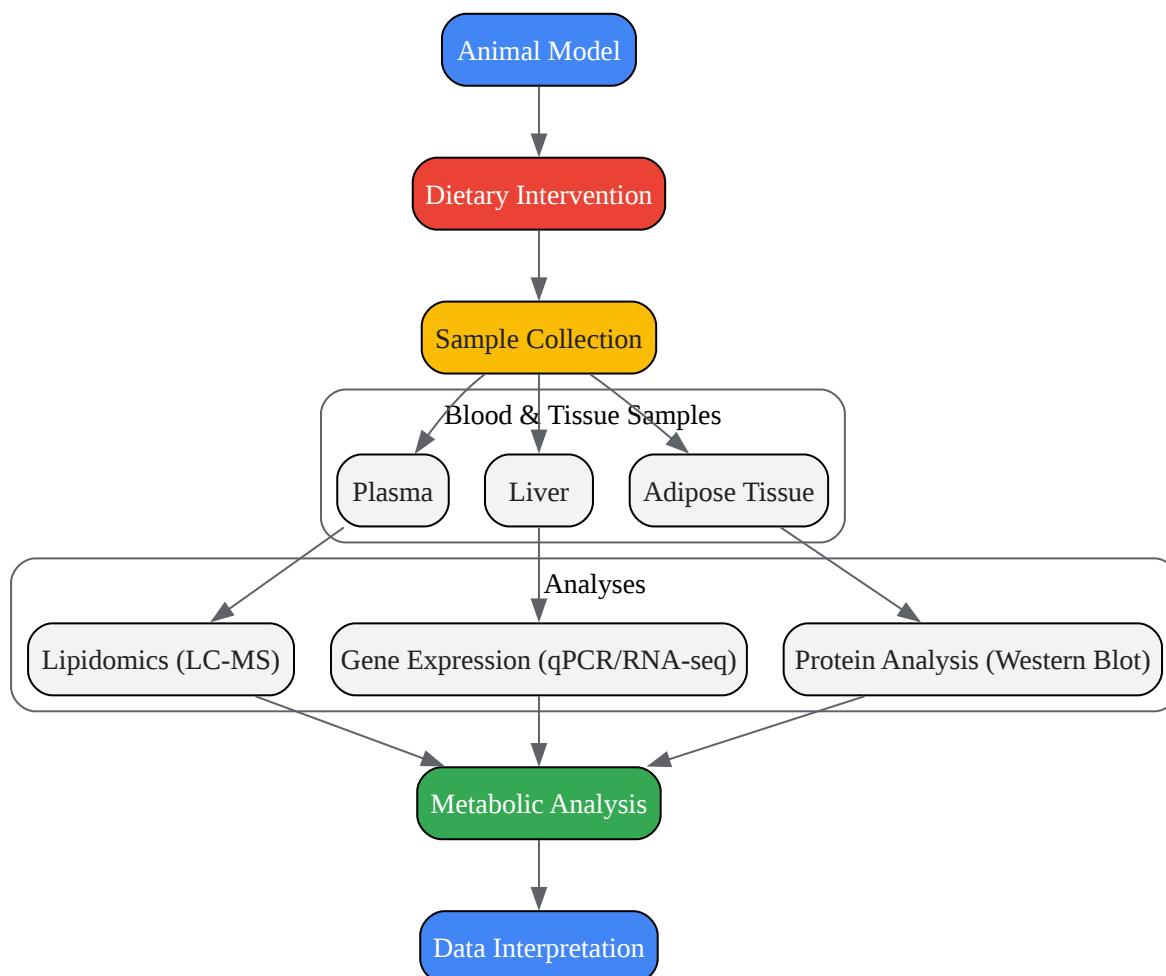 Animal Model
Dietary Intervention
Sample Collection
Blood & Tissue Samples
Plasma
Liver
Adipose Tissue
Analyses
Lipidomics (LC-MS)
Gene Expression (qPCR/RNA-seq)
Protein Analysis (Western Blot)
Metabolic Analysis
Data Interpretation